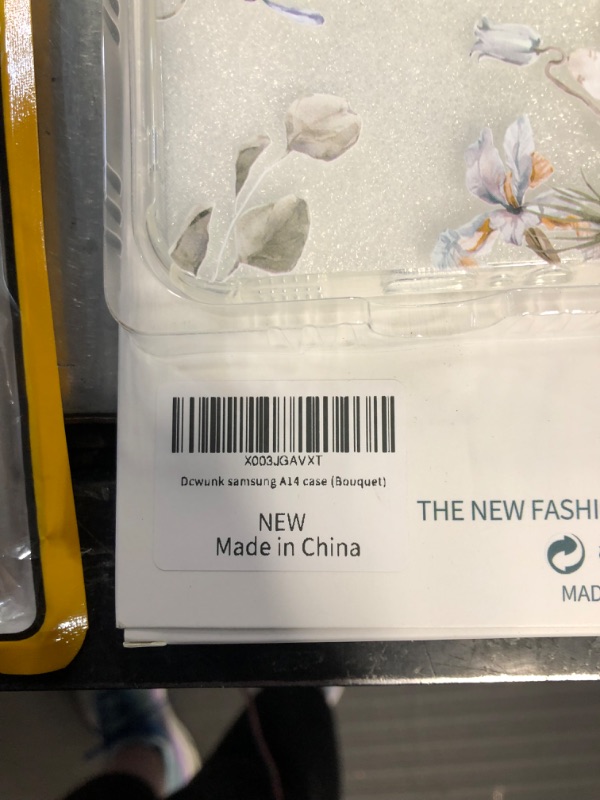 X003JGAVXT
Dcwunk samsung A14 case (Bouquet)
NEW
Made in China
THE NEW FASHI
MAD